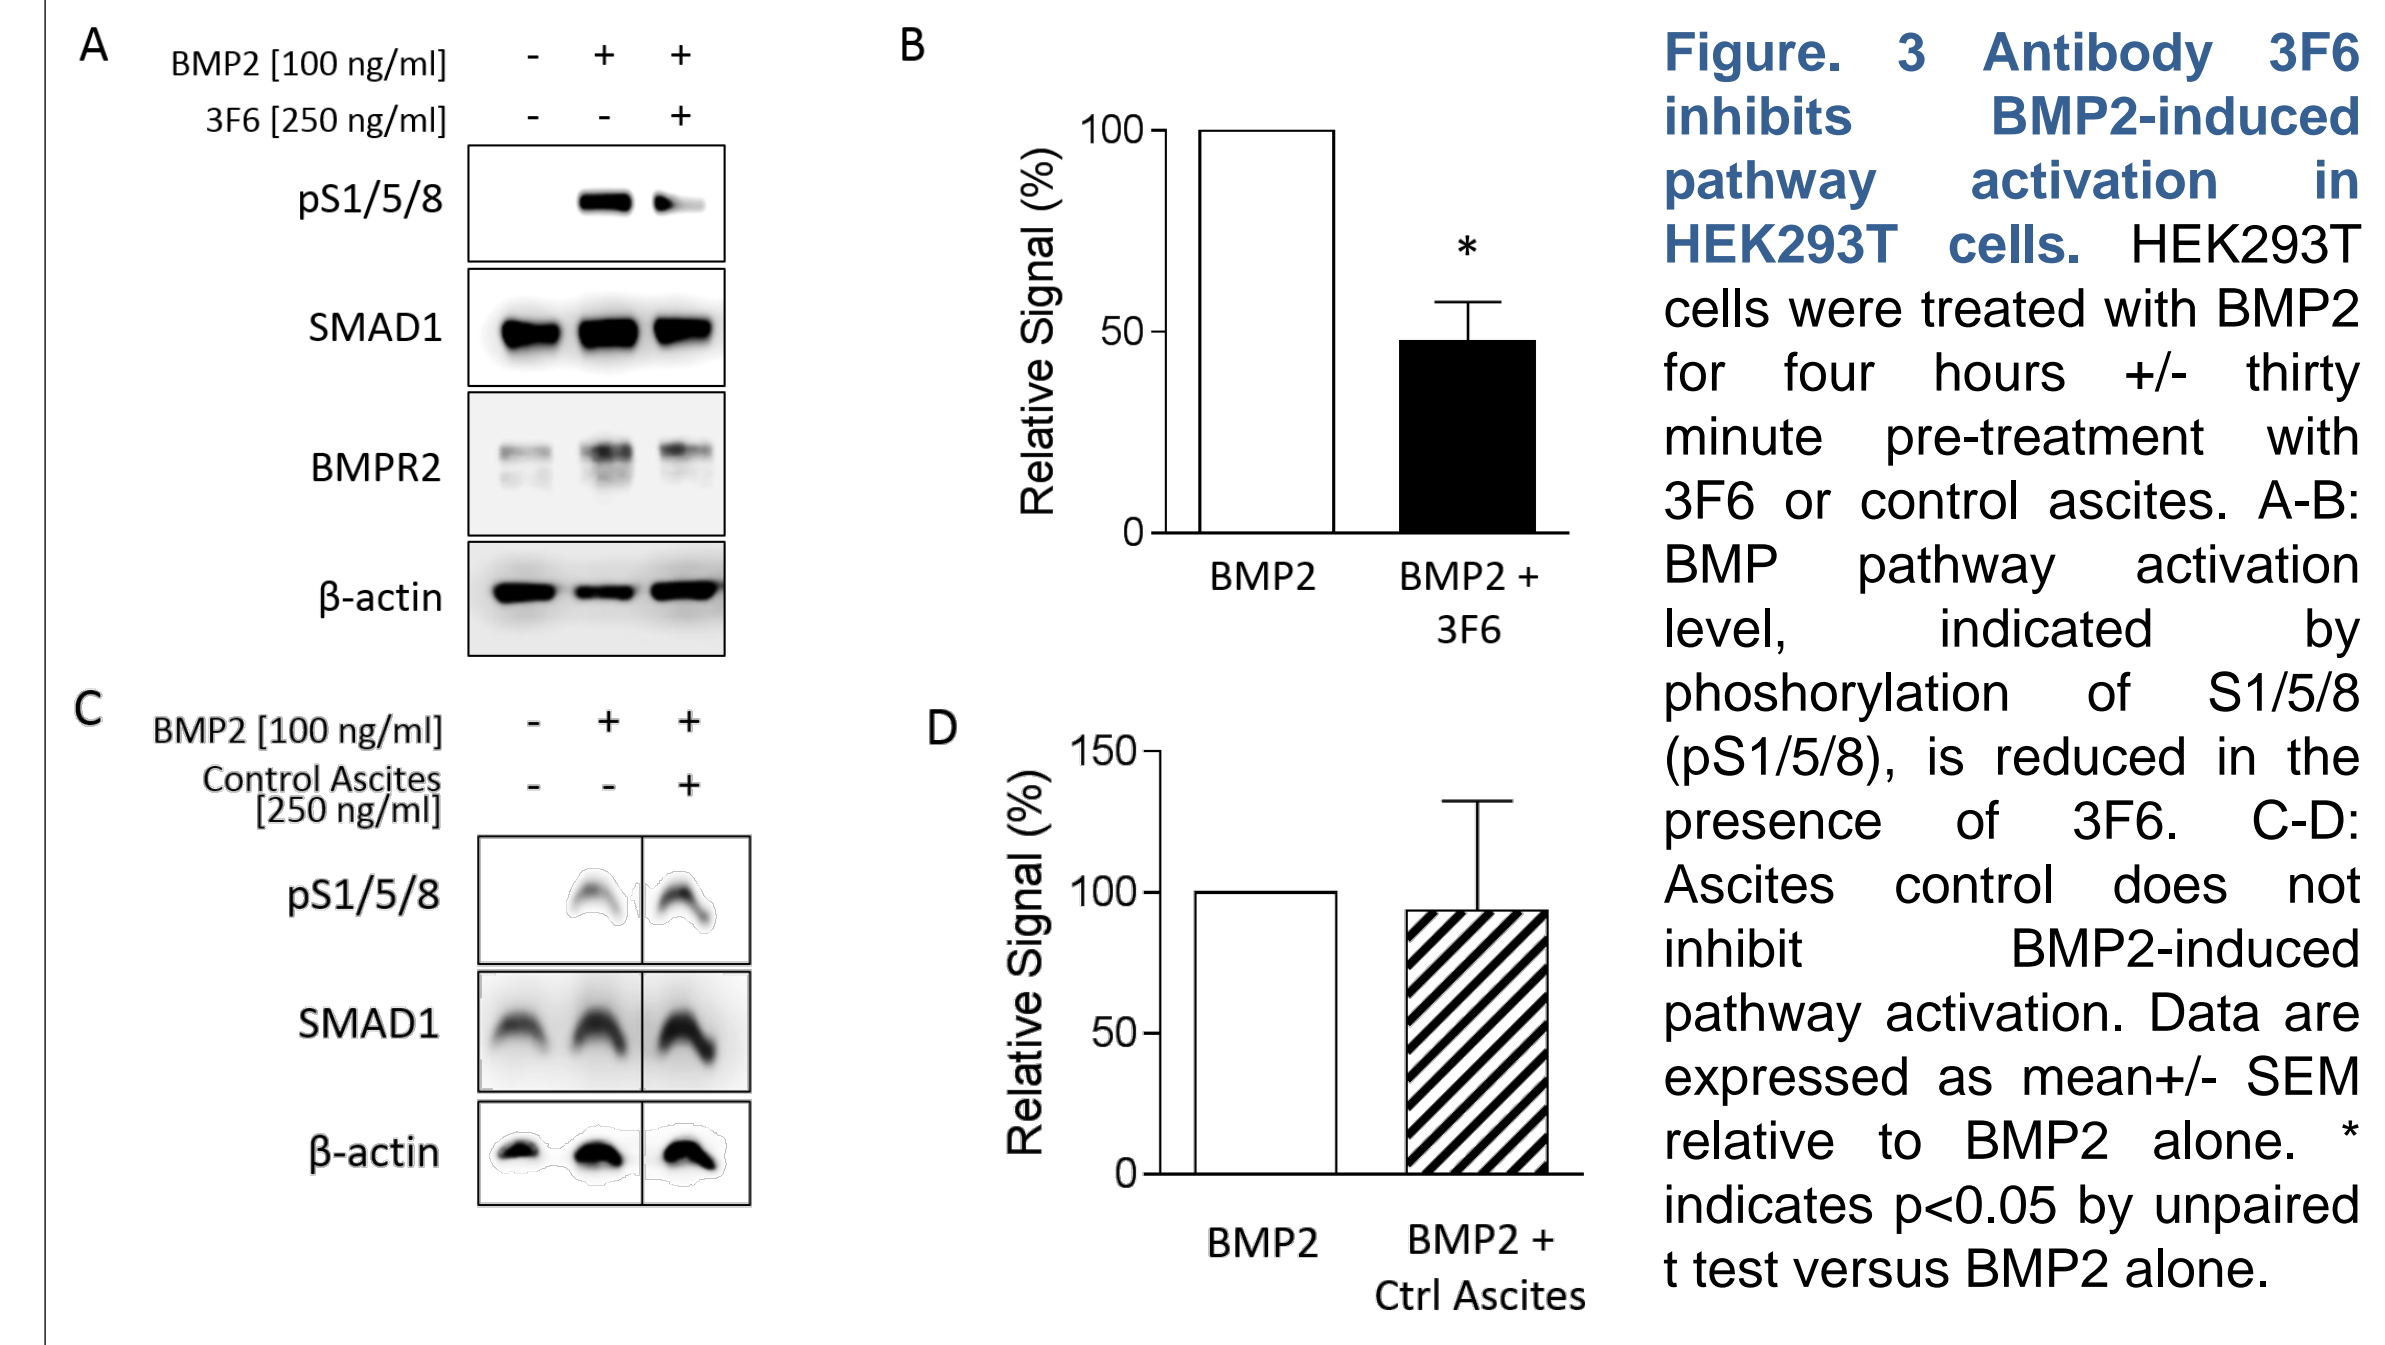 A
BMP2 [100 ng/ml] - + +
3F6 [250 ng/ml] - - +
pS1/5/8
SMAD1
BMPR2
β-actin
B
Relative Signal (%)
100
50
0
*
BMP2
BMP2 +
3F6
C
BMP2 [100 ng/ml] - + +
Control Ascites
[250 ng/ml] - - +
pS1/5/8
SMAD1
β-actin
D
Relative Signal (%)
150
100
50
0
BMP2
BMP2 +
Ctrl Ascites
Figure. 3 Antibody 3F6
inhibits BMP2-induced
pathway activation in
HEK293T cells. HEK293T
cells were treated with BMP2
for four hours +/- thirty
minute pre-treatment with
3F6 or control ascites. A-B:
BMP pathway activation
level, indicated by
phoshorylation of S1/5/8
(pS1/5/8), is reduced in the
presence of 3F6. C-D:
Ascites control does not
inhibit BMP2-induced
pathway activation. Data are
expressed as mean+/- SEM
relative to BMP2 alone. *
indicates p<0.05 by unpaired
t test versus BMP2 alone.